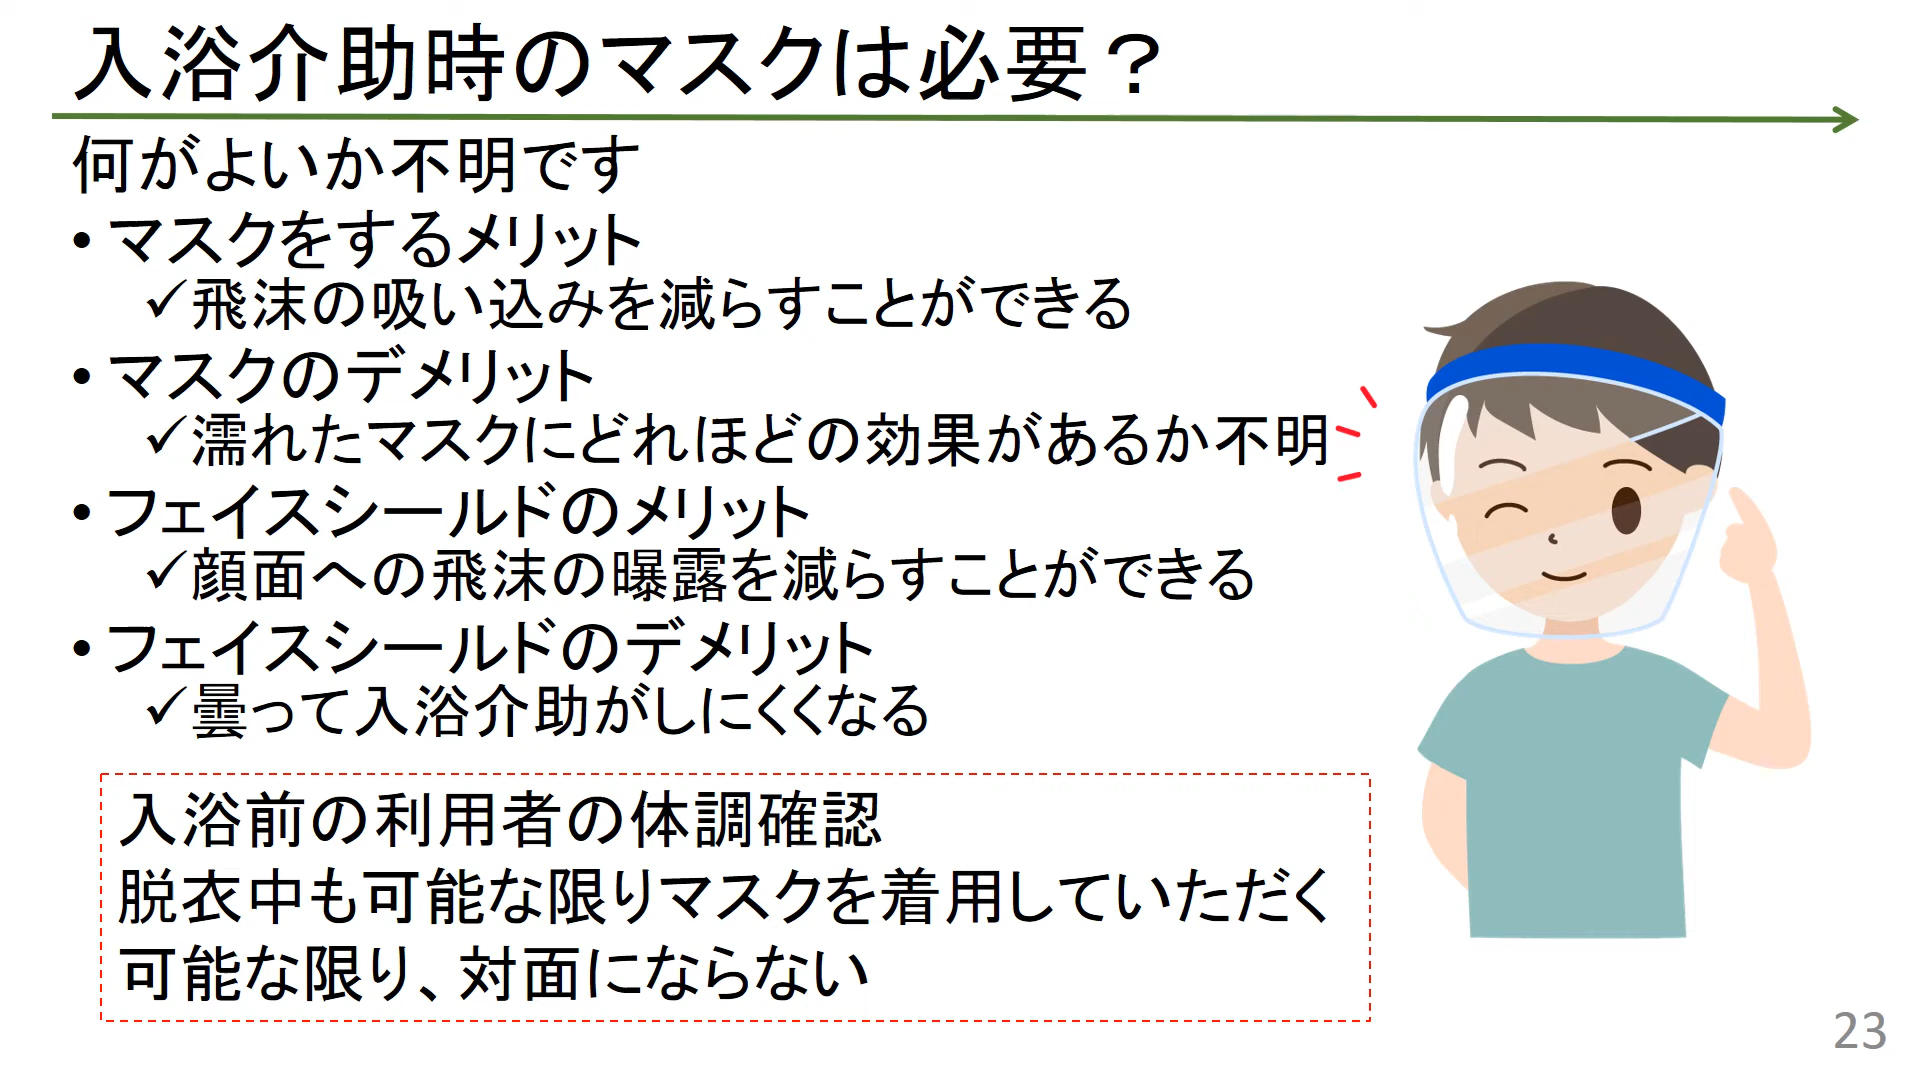 入浴介助時のマスクは必要？
何がよいか不明です
• マスクをするメリット
✓飛沫の吸い込みを減らすことができる
• マスクのデメリット
✓濡れたマスクにどれほどの効果があるか不明
• フェイスシールドのメリット
✓顔面への飛沫の曝露を減らすことができる
• フェイスシールドのデメリット
✓曇って入浴介助がしにくくなる
入浴前の利用者の体調確認
脱衣中も可能な限りマスクを着用していただく
可能な限り、対面にならない
23